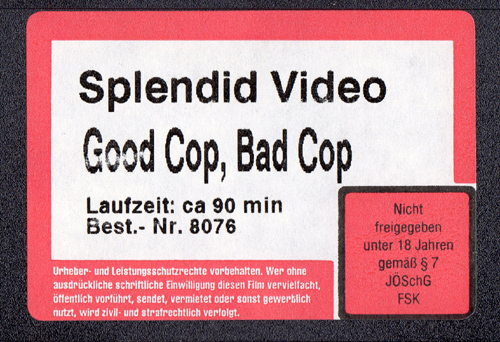 Splendid Video
Good Cop, Bad Cop
Laufzeit: ca 90 min
Best.- Nr. 8076
Urheber- und Leistungsschutzrechte vorbehalten. Wer ohne
ausdrückliche schriftliche Einwilligung diesen Film vervielfacht,
öffentlich vorführt, sendet, vermietet oder sonst gewerblich
nutzt, wird zivil- und strafrechtlich verfolgt.
Nicht
freigegeben
unter 18 Jahren
gemäß § 7
JÖSchG
FSK